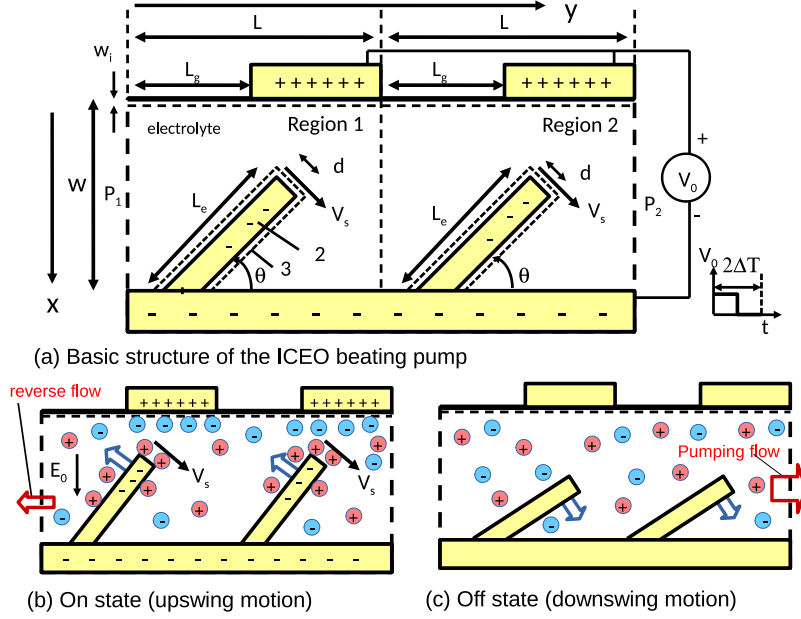 y
L L
w_i
L_g L_g
+ + + + + + + + + + + +
electrolyte Region 1 Region 2
w
P_1 P_2
L_e L_e
d d
V_s V_s
+
V_0
-
- - - - - - - -
2
3
θ θ
x
V_0 2ΔT
t
- - - - - - - - - - - -
(a) Basic structure of the ICEO beating pump
reverse flow
+ + + + + + + + + + + +
E_0
V_s V_s
Pumping flow
- - - - - - - - - - - -
(b) On state (upswing motion) (c) Off state (downswing motion)